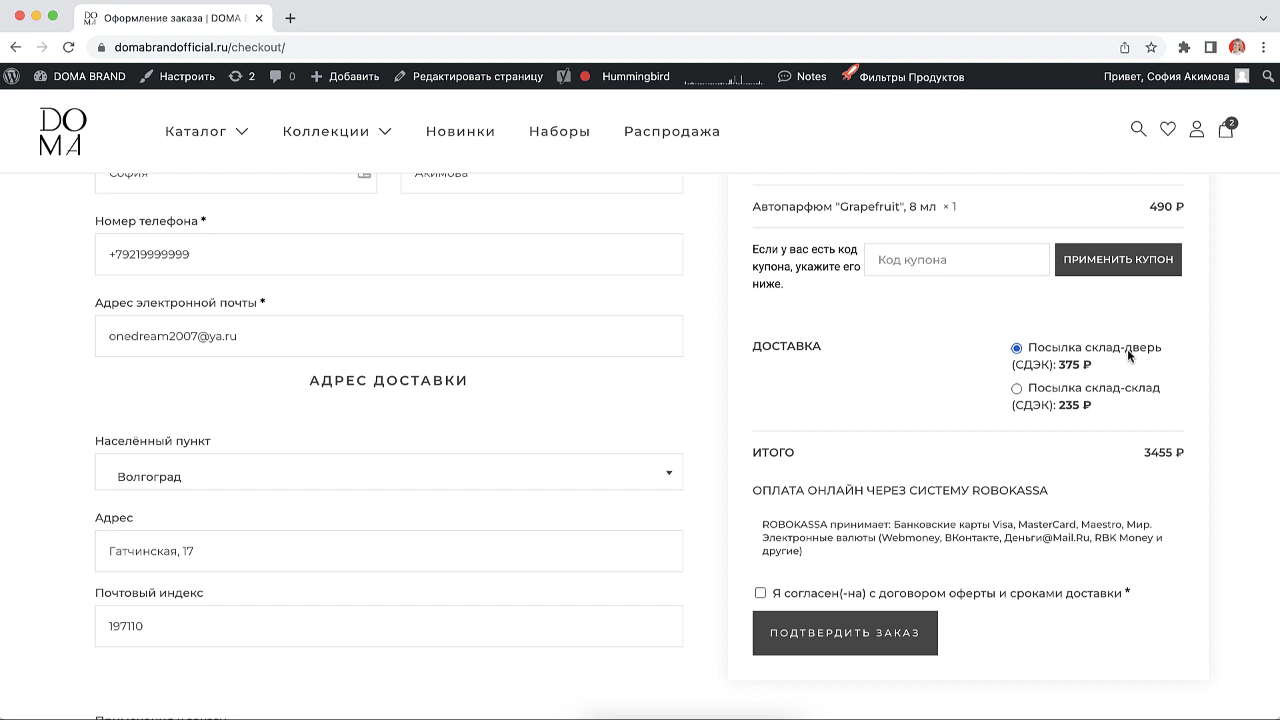 Оформление заказа | DOMA
domabrandofficial.ru/checkout/
DOMA BRAND
Настроить
2
0
Добавить
Редактировать страницу
Hummingbird
Notes
Фильтры Продуктов
Привет, София Акимова
DO
MA
Каталог
Коллекции
Новинки
Наборы
Распродажа
2
София
Акимова
Номер телефона *
+79219999999
Адрес электронной почты *
onedream2007@ya.ru
АДРЕС ДОСТАВКИ
Населённый пункт
Волгоград
Адрес
Гатчинская, 17
Почтовый индекс
197110
Автопарфюм "Grapefruit", 8 мл × 1
490 ₽
Если у вас есть код
купона, укажите его
ниже.
Код купона
ПРИМЕНИТЬ КУПОН
ДОСТАВКА
Посылка склад-дверь
(СДЭК): 375 ₽
Посылка склад-склад
(СДЭК): 235 ₽
ИТОГО
3455 ₽
ОПЛАТА ОНЛАЙН ЧЕРЕЗ СИСТЕМУ ROBOKASSA
ROBOKASSA принимает: Банковские карты Visa, MasterCard, Maestro, Мир.
Электронные валюты (Webmoney, ВКонтакте, Деньги@Mail.Ru, RBK Money и
другие)
Я согласен(-на) с договором оферты и сроками доставки *
ПОДТВЕРДИТЬ ЗАКАЗ